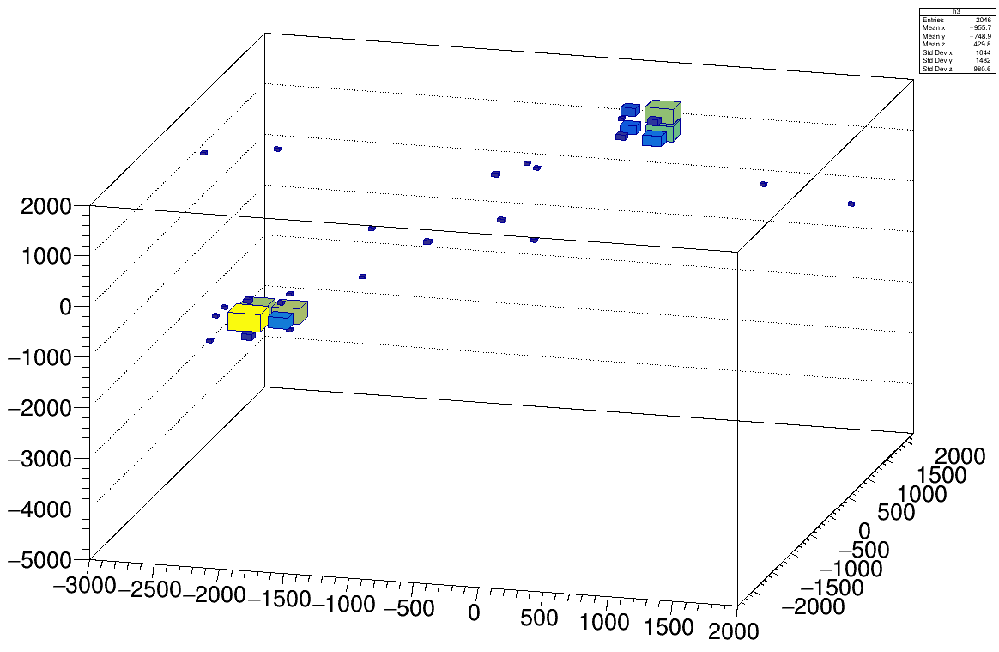 h3
Entries 2046
Mean x −955.7
Mean y −748.9
Mean z 429.8
Std Dev x 1044
Std Dev y 1482
Std Dev z 980.6
2000
1000
0
−1000
−2000
−3000
−4000
−5000
−3000 −2500 −2000 −1500 −1000 −500 0 500 1000 1500 2000
2000
1500
1000
500
0
−500
−1000
−1500
−2000